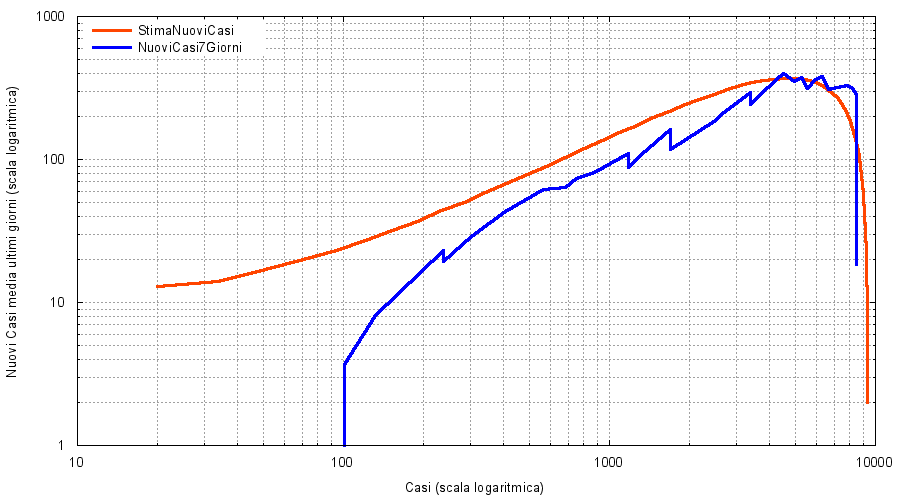 1000
StimaNuoviCasi
NuoviCasi7Giorni
100
10
1
Nuovi Casi media ultimi giorni (scala logaritmica)
10 100 1000 10000
Casi (scala logaritmica)